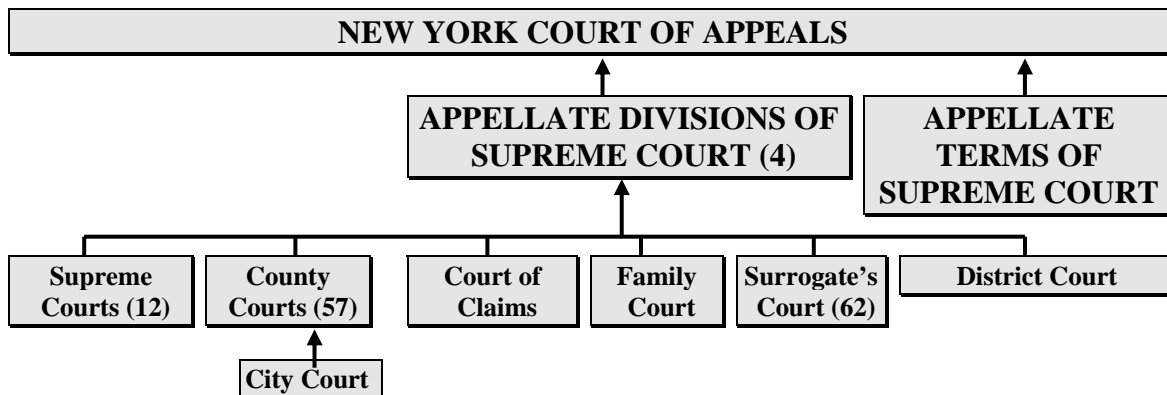 NEW YORK COURT OF APPEALS
APPELLATE DIVISIONS OF
SUPREME COURT (4)
APPELLATE
TERMS OF
SUPREME COURT
Supreme
Courts (12)
County
Courts (57)
Court of
Claims
Family
Court
Surrogate's
Court (62)
District Court
City Court